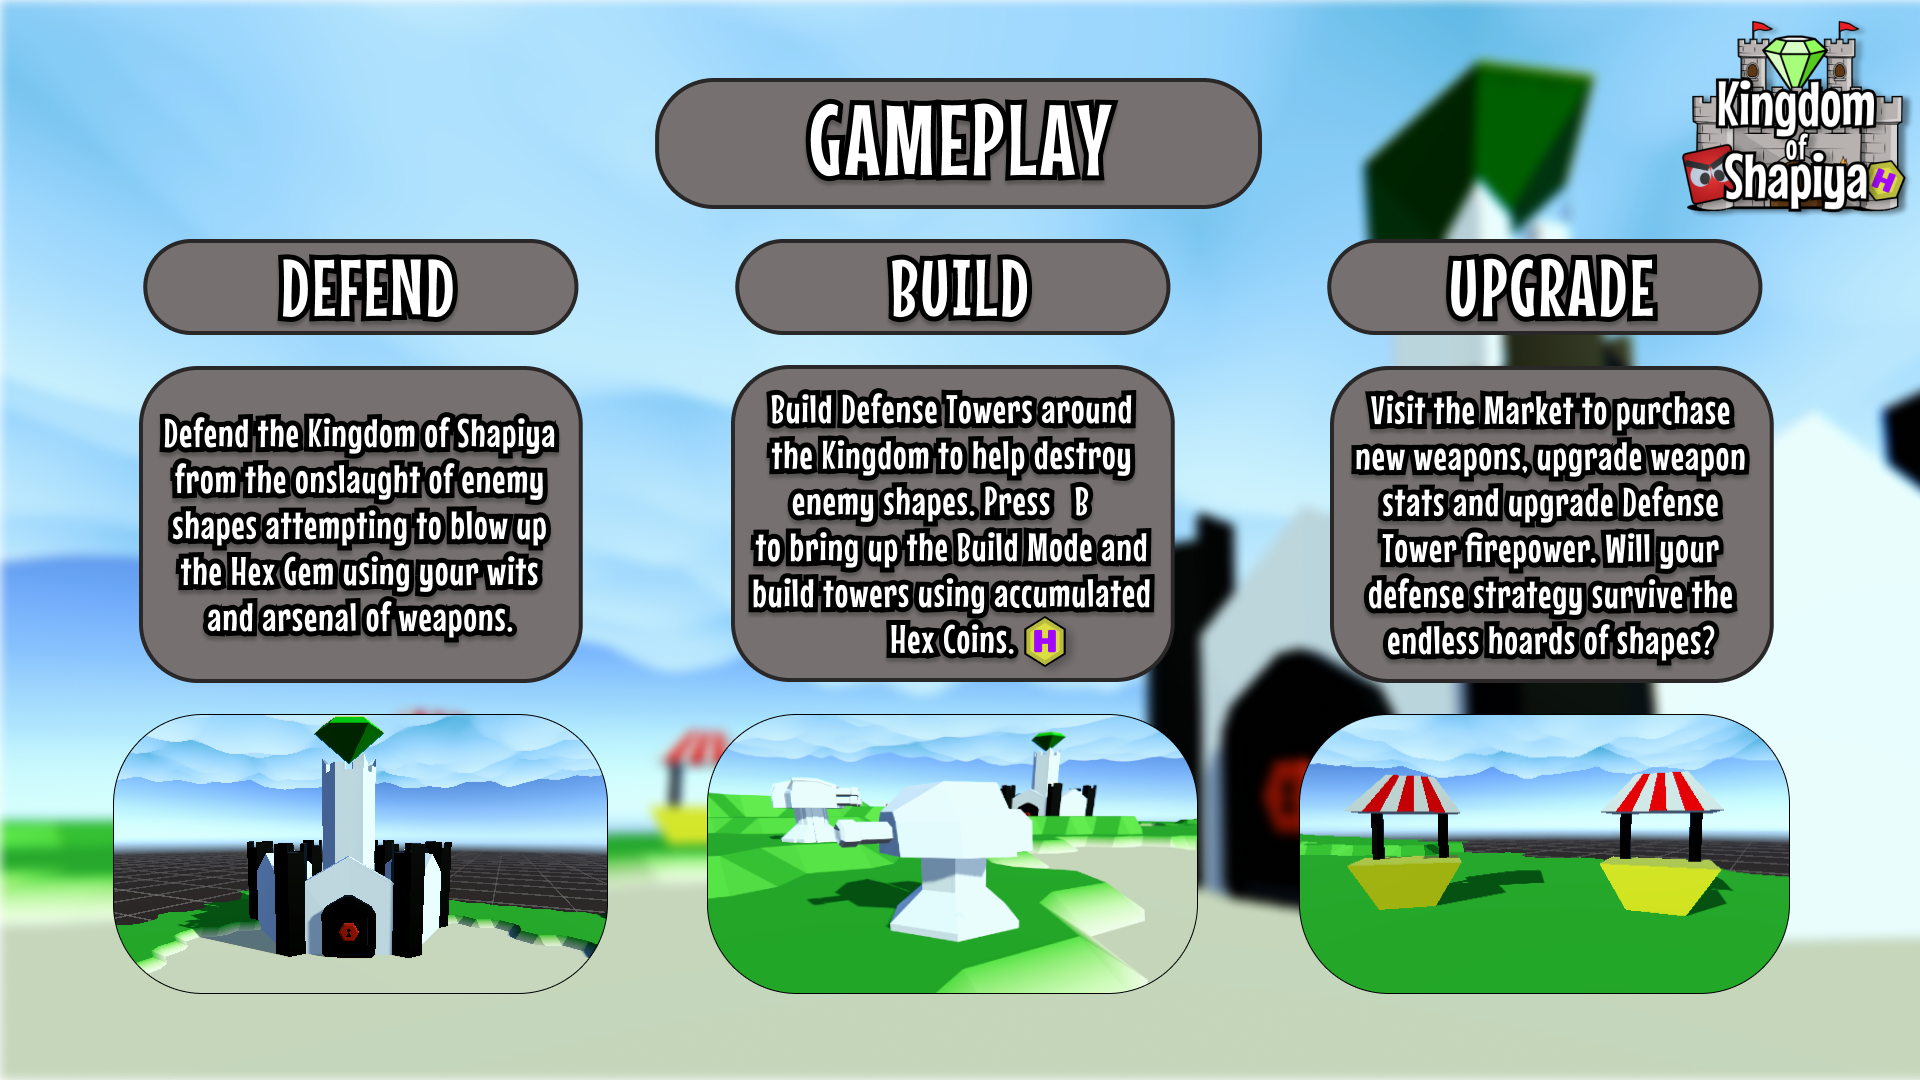 GAMEPLAY
Kingdom
of
Shapiya
H
DEFEND
BUILD
UPGRADE
Defend the Kingdom of Shapiya
from the onslaught of enemy
shapes attempting to blow up
the Hex Gem using your wits
and arsenal of weapons.
Build Defense Towers around
the Kingdom to help destroy
enemy shapes. Press B
to bring up the Build Mode and
build towers using accumulated
Hex Coins. H
Visit the Market to purchase
new weapons, upgrade weapon
stats and upgrade Defense
Tower firepower. Will your
defense strategy survive the
endless hoards of shapes?